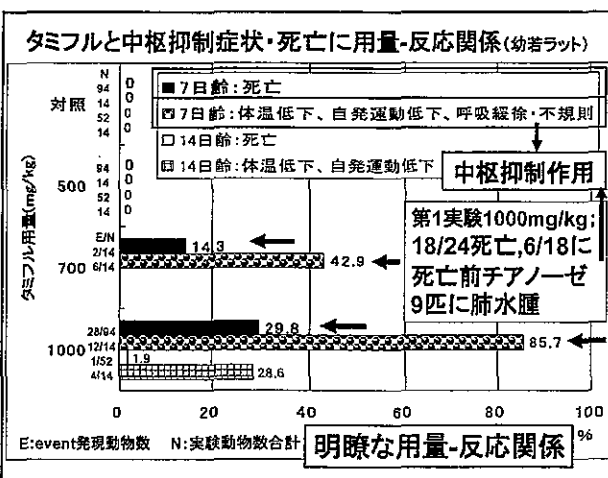 タミフルと中枢抑制症状・死亡に用量-反応関係(幼若ラット)
対照
N
94
14
52
14
0
0
0
0
7日齢:死亡
7日齢:体温低下、自発運動低下、呼吸緩徐・不規則
14日齢:死亡
14日齢:体温低下、自発運動低下
中枢抑制作用
タミフル用量(mg/kg)
500
94
14
52
14
0
0
0
0
第1実験1000mg/kg;
18/24死亡,6/18に
死亡前チアノーゼ
9匹に肺水腫
700
E/N
2/14
6/14
14.3
42.9
1000
28/94
12/14
1/52
4/14
29.8
85.7
1.9
28.6
0 20 40 60 80 100
%
E:event発現動物数 N:実験動物数合計
明瞭な用量-反応関係